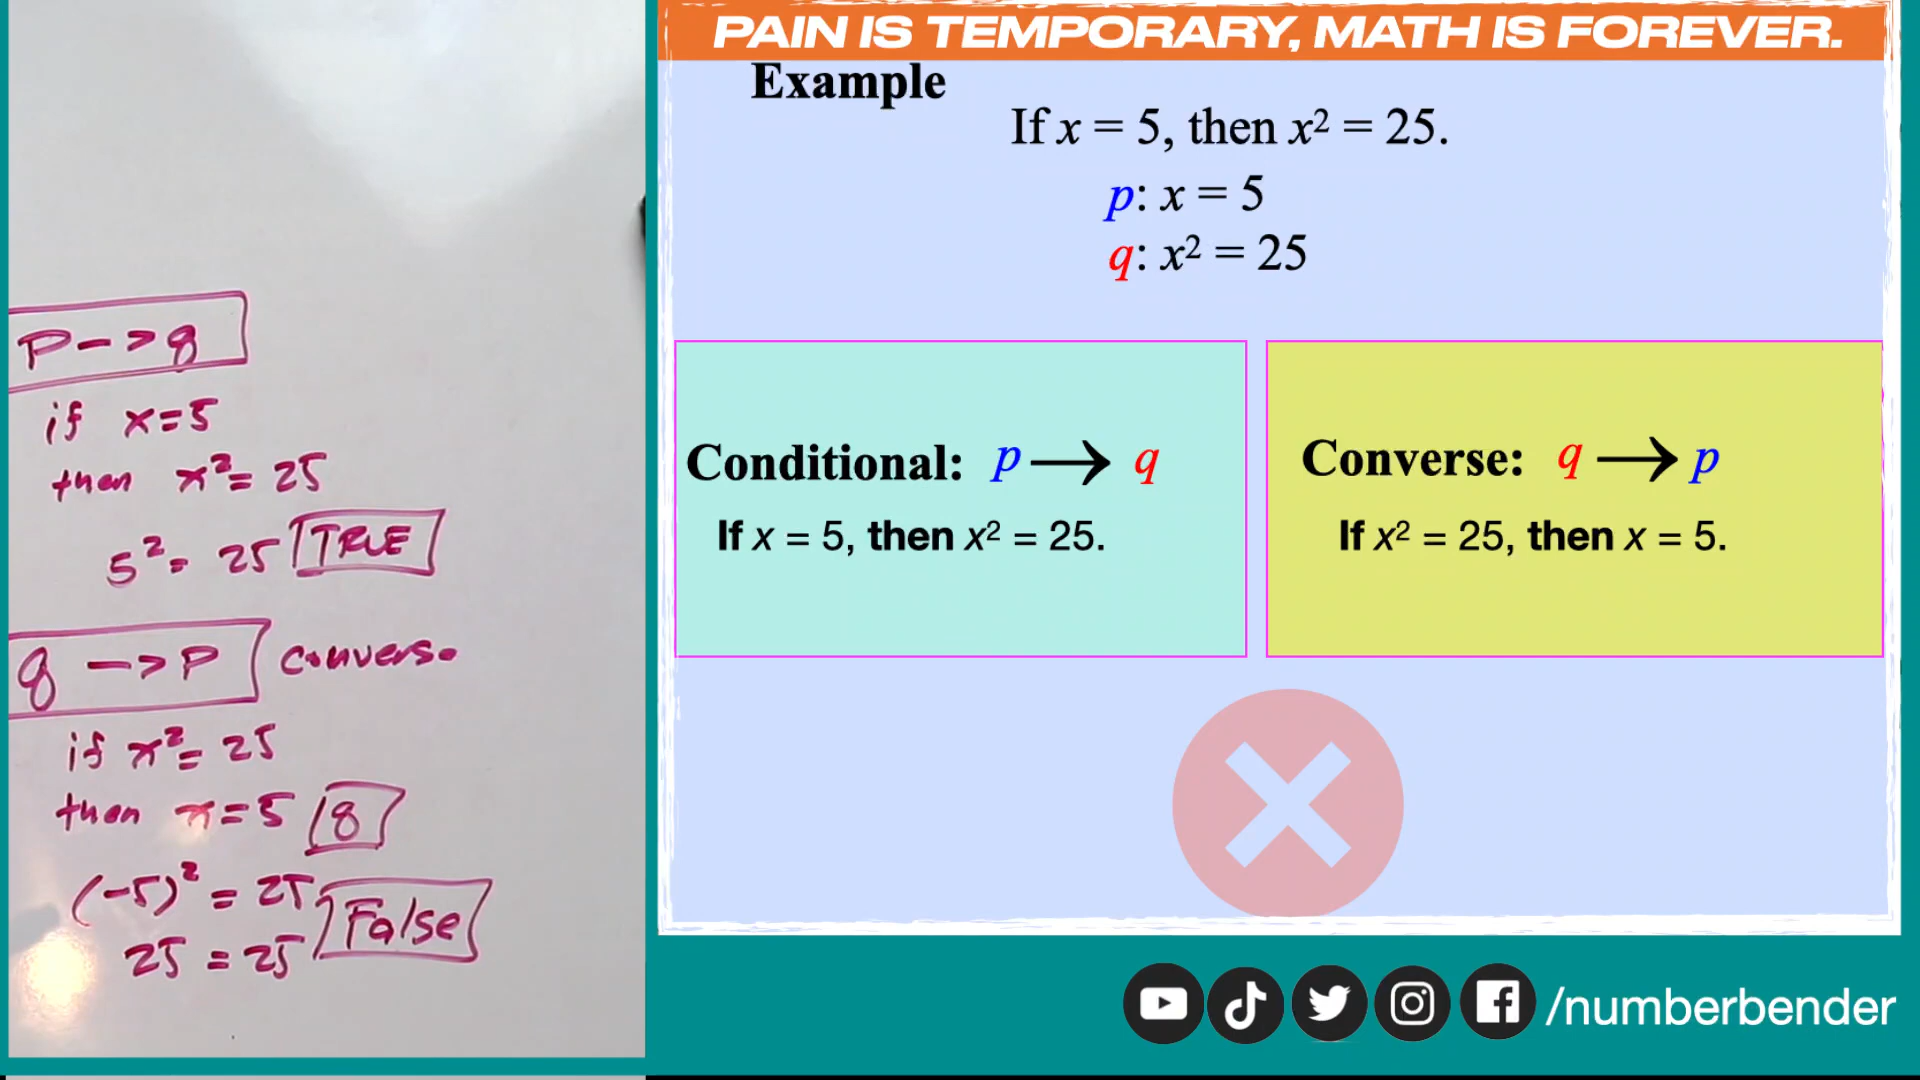 P -> q
if x=5
then x² = 25
5² = 25 TRUE
q -> P converse
if x² = 25
then x = 5 8
(-5)² = 25
25 = 25 False
PAIN IS TEMPORARY, MATH IS FOREVER.
Example
If x = 5, then x² = 25.
p: x = 5
q: x² = 25
Conditional: p → q
If x = 5, then x² = 25.
Converse: q → p
If x² = 25, then x = 5.
/numberbender